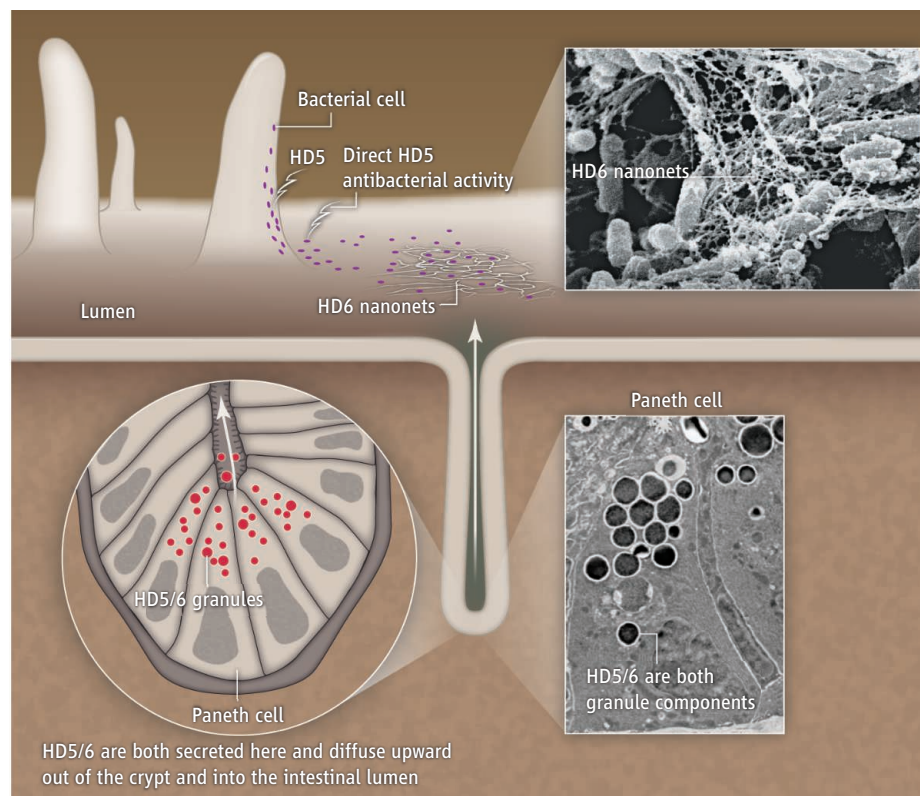 Bacterial cell
HD5
Direct HD5
antibacterial activity
HD6 nanonets
HD6 nanonets
Lumen
Paneth cell
HD5/6 granules
HD5/6 are both
granule components
Paneth cell
HD5/6 are both secreted here and diffuse upward
out of the crypt and into the intestinal lumen